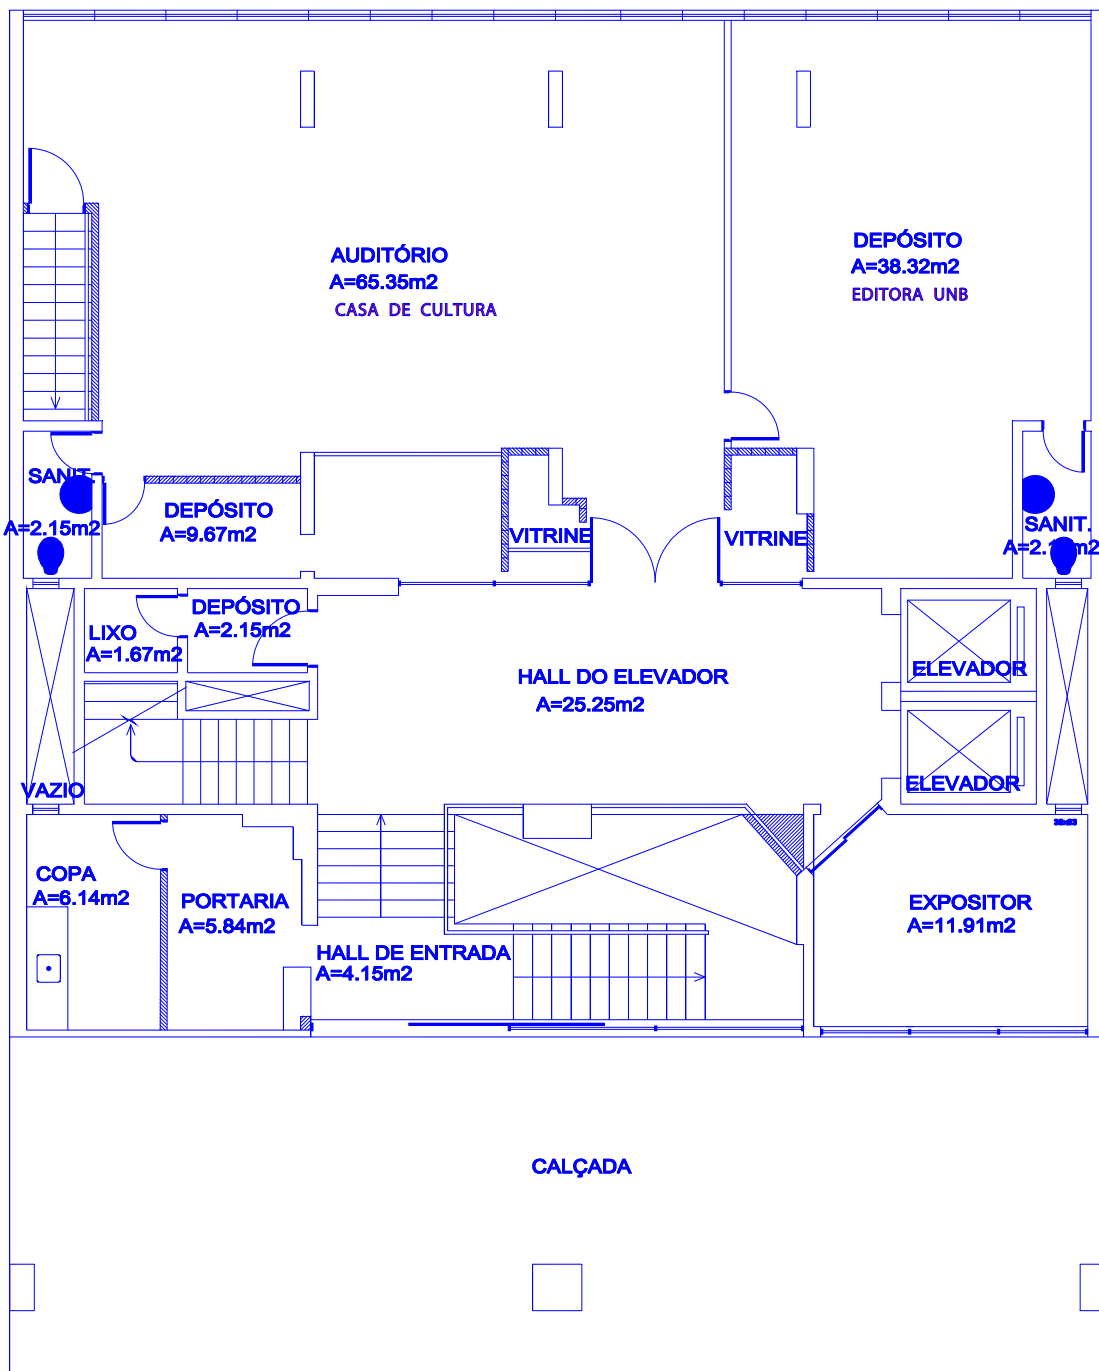 AUDITÓRIO
A=65.35m2
CASA DE CULTURA
DEPÓSITO
A=38.32m2
EDITORA UNB
SANIT.
A=2.15m2
DEPÓSITO
A=9.67m2
VITRINE
VITRINE
SANIT.
DEPÓSITO
A=2.15m2
LIXO
A=1.67m2
HALL DO ELEVADOR
A=25.25m2
ELEVADOR
ELEVADOR
VAZIO
COPA
A=6.14m2
PORTARIA
A=5.84m2
HALL DE ENTRADA
A=4.15m2
EXPOSITOR
A=11.91m2
CALÇADA